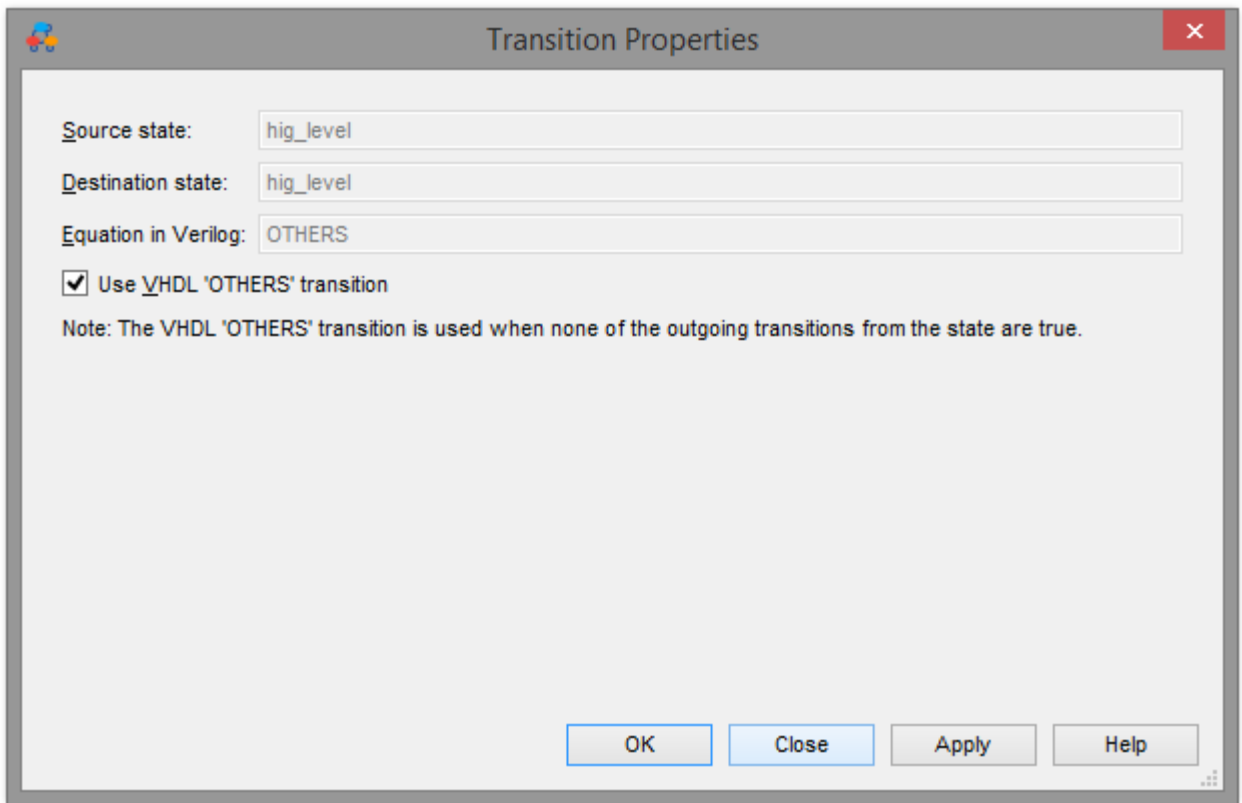 Transition Properties
Source state: hig_level
Destination state: hig_level
Equation in Verilog: OTHERS
Use VHDL 'OTHERS' transition
Note: The VHDL 'OTHERS' transition is used when none of the outgoing transitions from the state are true.
OK Close Apply Help